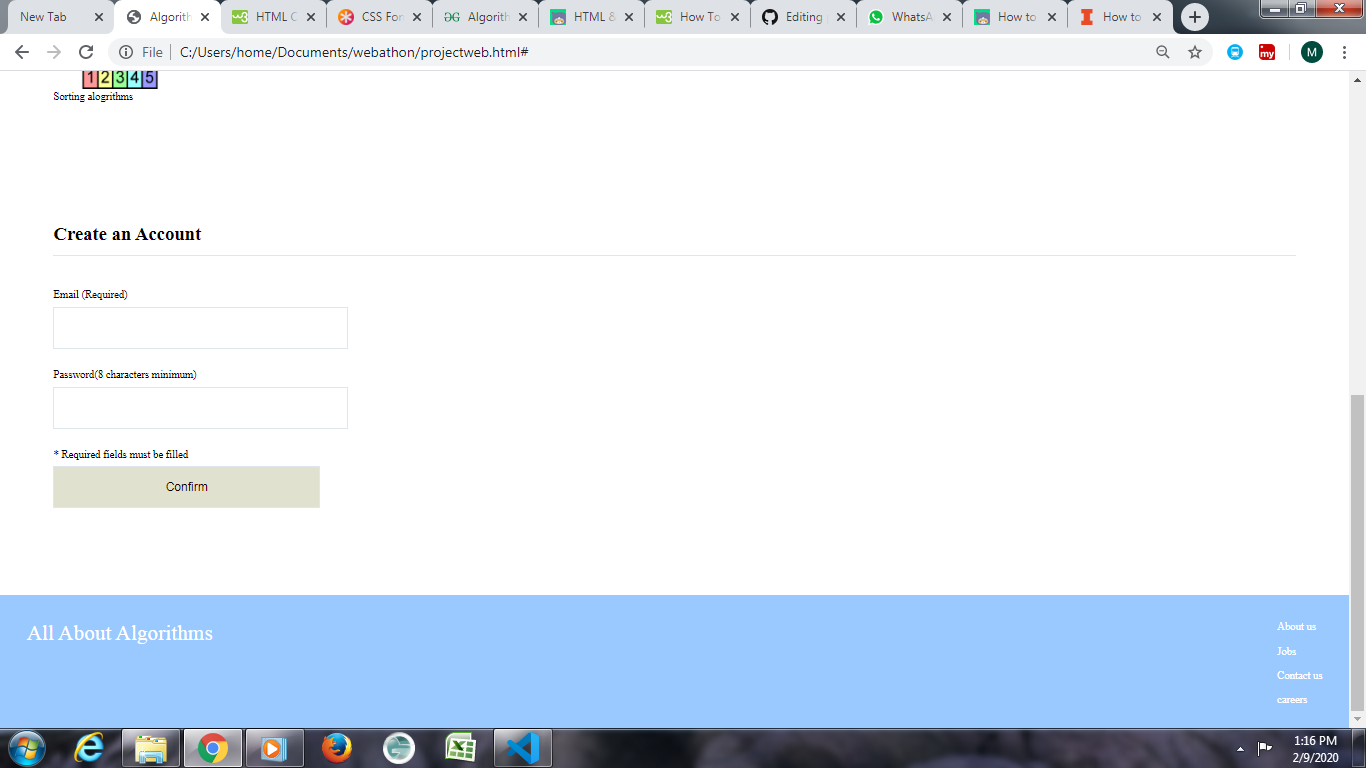 New Tab
Algorith
HTML C
CSS Fon
Algorith
HTML &
How To
Editing
WhatsA
How to
How to
File
C:/Users/home/Documents/webathon/projectweb.html#
my
M
1 2 3 4 5
Sorting alogrithms
Create an Account
Email (Required)
Password(8 characters minimum)
* Required fields must be filled
Confirm
All About Algorithms
About us
Jobs
Contact us
careers
1:16 PM
2/9/2020